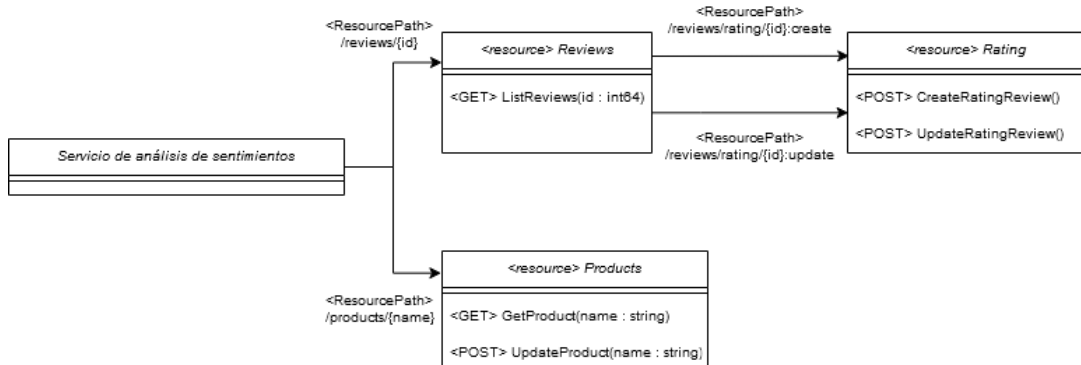 <ResourcePath>
/reviews/{id}
<resource> Reviews
<GET> ListReviews(id : int64)
<ResourcePath>
/reviews/rating/{id}:create
<ResourcePath>
/reviews/rating/{id}:update
<resource> Rating
<POST> CreateRatingReview()
<POST> UpdateRatingReview()
Servicio de análisis de sentimientos
<ResourcePath>
/products/{name}
<resource> Products
<GET> GetProduct(name : string)
<POST> UpdateProduct(name : string)